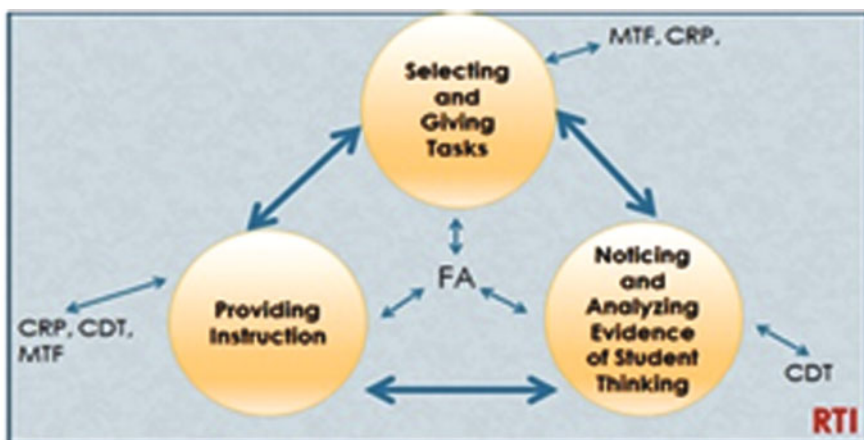 MTF, CRP,
Selecting
and
Giving
Tasks
FA
Providing
Instruction
Noticing
and
Analyzing
Evidence
of Student
Thinking
CRP, CDT,
MTF
CDT
RTI